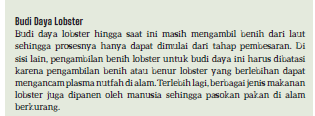 Budi Daya Lobster
Budi daya lobster hingga saat ini masih mengambil benih dari laut
sehingga prosesnya hanya dapat dimulai dari tahap pembesaran. Di
sisi lain, pengambilan benih lobster untuk budi daya ini harus dibatasi
karena pengambilan benih atau benur lobster yang berlebihan dapat
mengancam plasma nutfah di alam. Terlebih lagi, berbagai jenis makanan
lobster juga dipanen oleh manusia sehingga pasokan pakan di alam
berkurang.